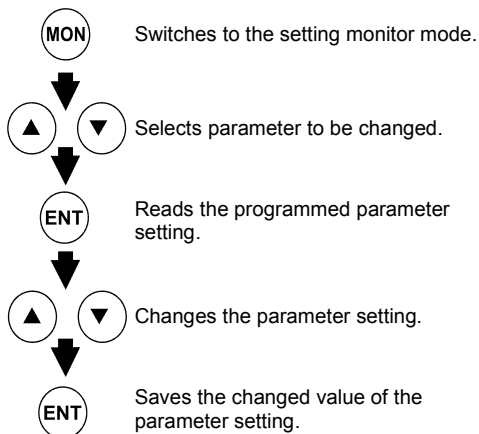 MON Switches to the setting monitor mode.
▲ ▼ Selects parameter to be changed.
ENT Reads the programmed parameter
setting.
▲ ▼ Changes the parameter setting.
ENT Saves the changed value of the
parameter setting.